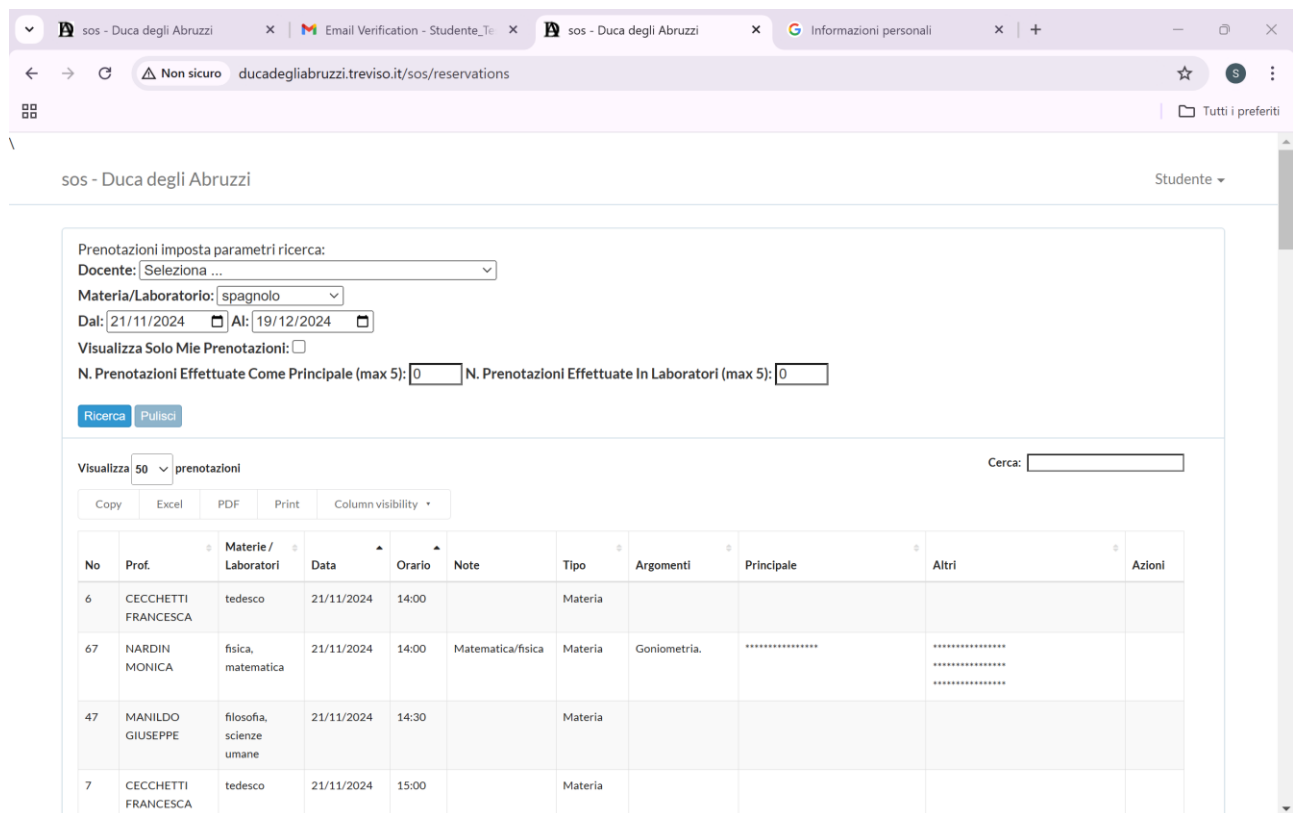 sos - Duca degli Abruzzi
Email Verification - Studente_Te
sos - Duca degli Abruzzi
Informazioni personali
Non sicuro ducadegliabruzzi.treviso.it/sos/reservations
S
Tutti i preferiti
\
sos - Duca degli Abruzzi
Studente
Prenotazioni imposta parametri ricerca:
Docente: Seleziona ...
Materia/Laboratorio: spagnolo
Dal: 21/11/2024 Al: 19/12/2024
Visualizza Solo Mie Prenotazioni:
N. Prenotazioni Effettuate Come Principale (max 5): 0 N. Prenotazioni Effettuate In Laboratori (max 5): 0
Ricerca Pulisci
Visualizza 50 prenotazioni
Cerca:
Copy Excel PDF Print Column visibility
No Prof. Materie / Laboratori Data Orario Note Tipo Argomenti Principale Altri Azioni
6 CECCHETTI FRANCESCA tedesco 21/11/2024 14:00 Materia
67 NARDIN MONICA fisica, matematica 21/11/2024 14:00 Matematica/fisica Materia Goniometria. **************** **************** **************** ****************
47 MANILDO GIUSEPPE filosofia, scienze umane 21/11/2024 14:30 Materia
7 CECCHETTI FRANCESCA tedesco 21/11/2024 15:00 Materia